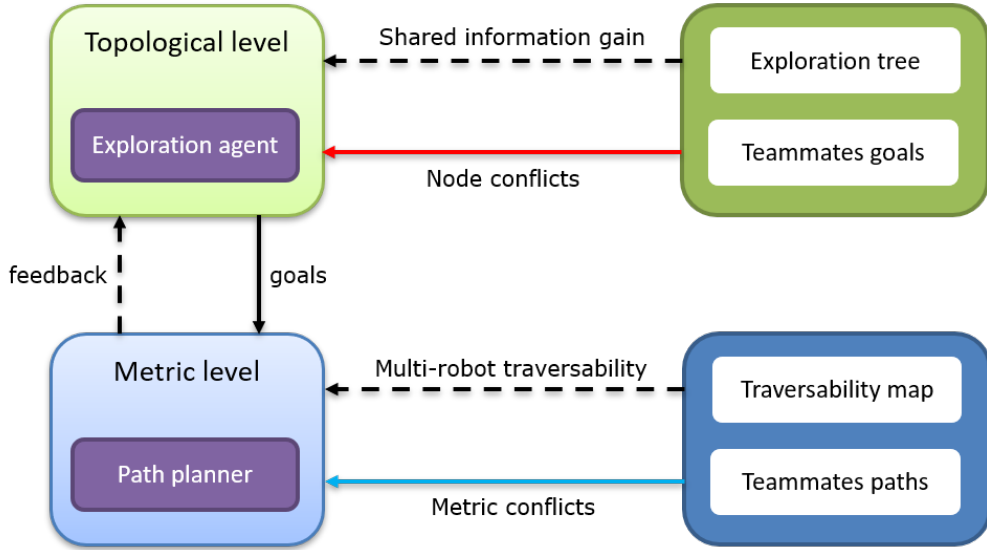 Topological level
Exploration agent
Shared information gain
Node conflicts
Exploration tree
Teammates goals
feedback
goals
Metric level
Path planner
Multi-robot traversability
Metric conflicts
Traversability map
Teammates paths